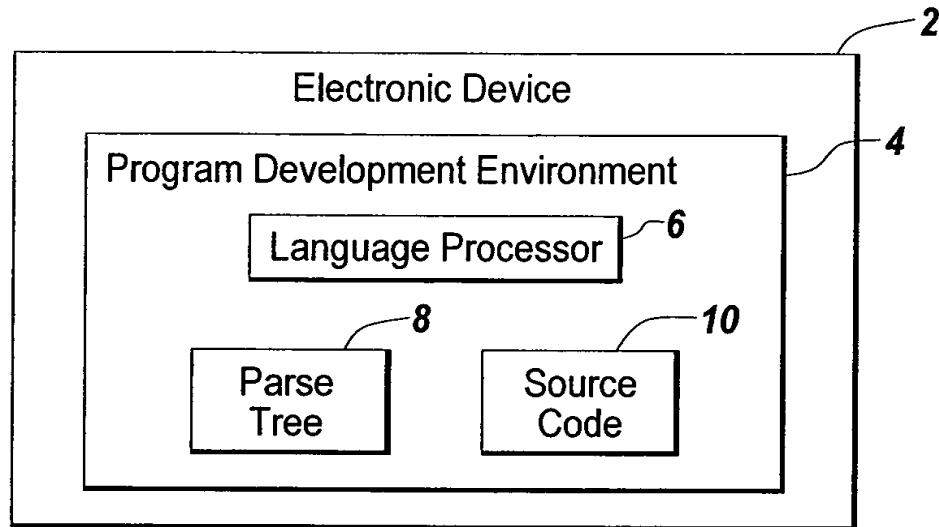 2
Electronic Device
4
Program Development Environment
6
Language Processor
8
10
Parse
Tree
Source
Code